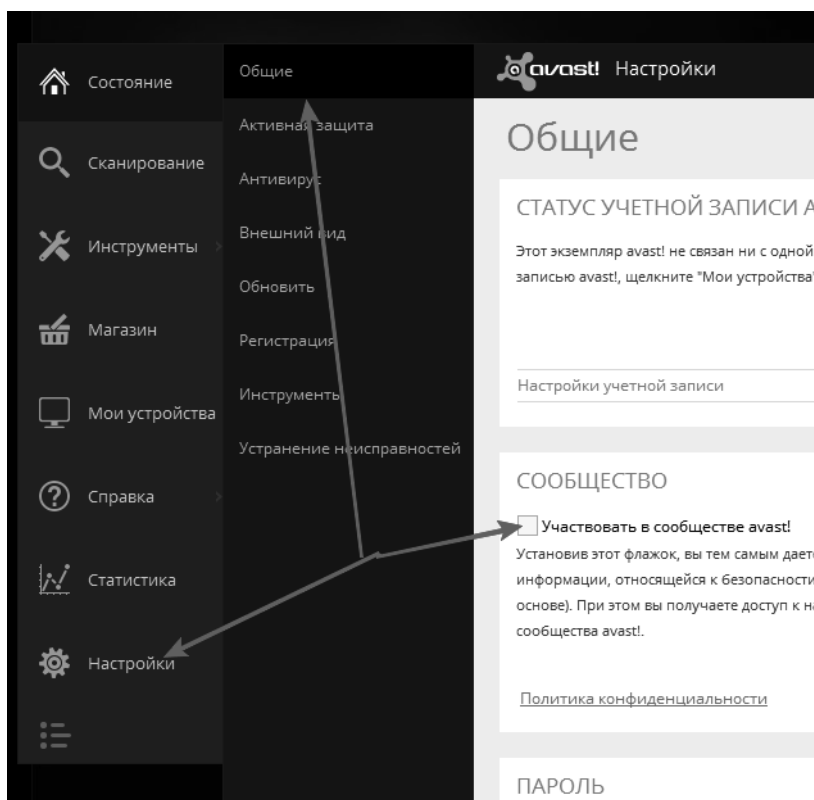 Состояние
Сканирование
Инструменты
Магазин
Мои устройства
Справка
Статистика
Настройки
Общие
Активная защита
Антивирус
Внешний вид
Обновить
Регистрация
Инструменты
Устранение неисправностей
avast! Настройки
Общие
СТАТУС УЧЕТНОЙ ЗАПИСИ A
Этот экземпляр avast! не связан ни с одной
записью avast!, щелкните "Мои устройства"
Настройки учетной записи
СООБЩЕСТВО
Участвовать в сообществе avast!
Установив этот флажок, вы тем самым дает
информации, относящейся к безопасности
основе). При этом вы получаете доступ к на
сообщества avast!.
Политика конфиденциальности
ПАРОЛЬ